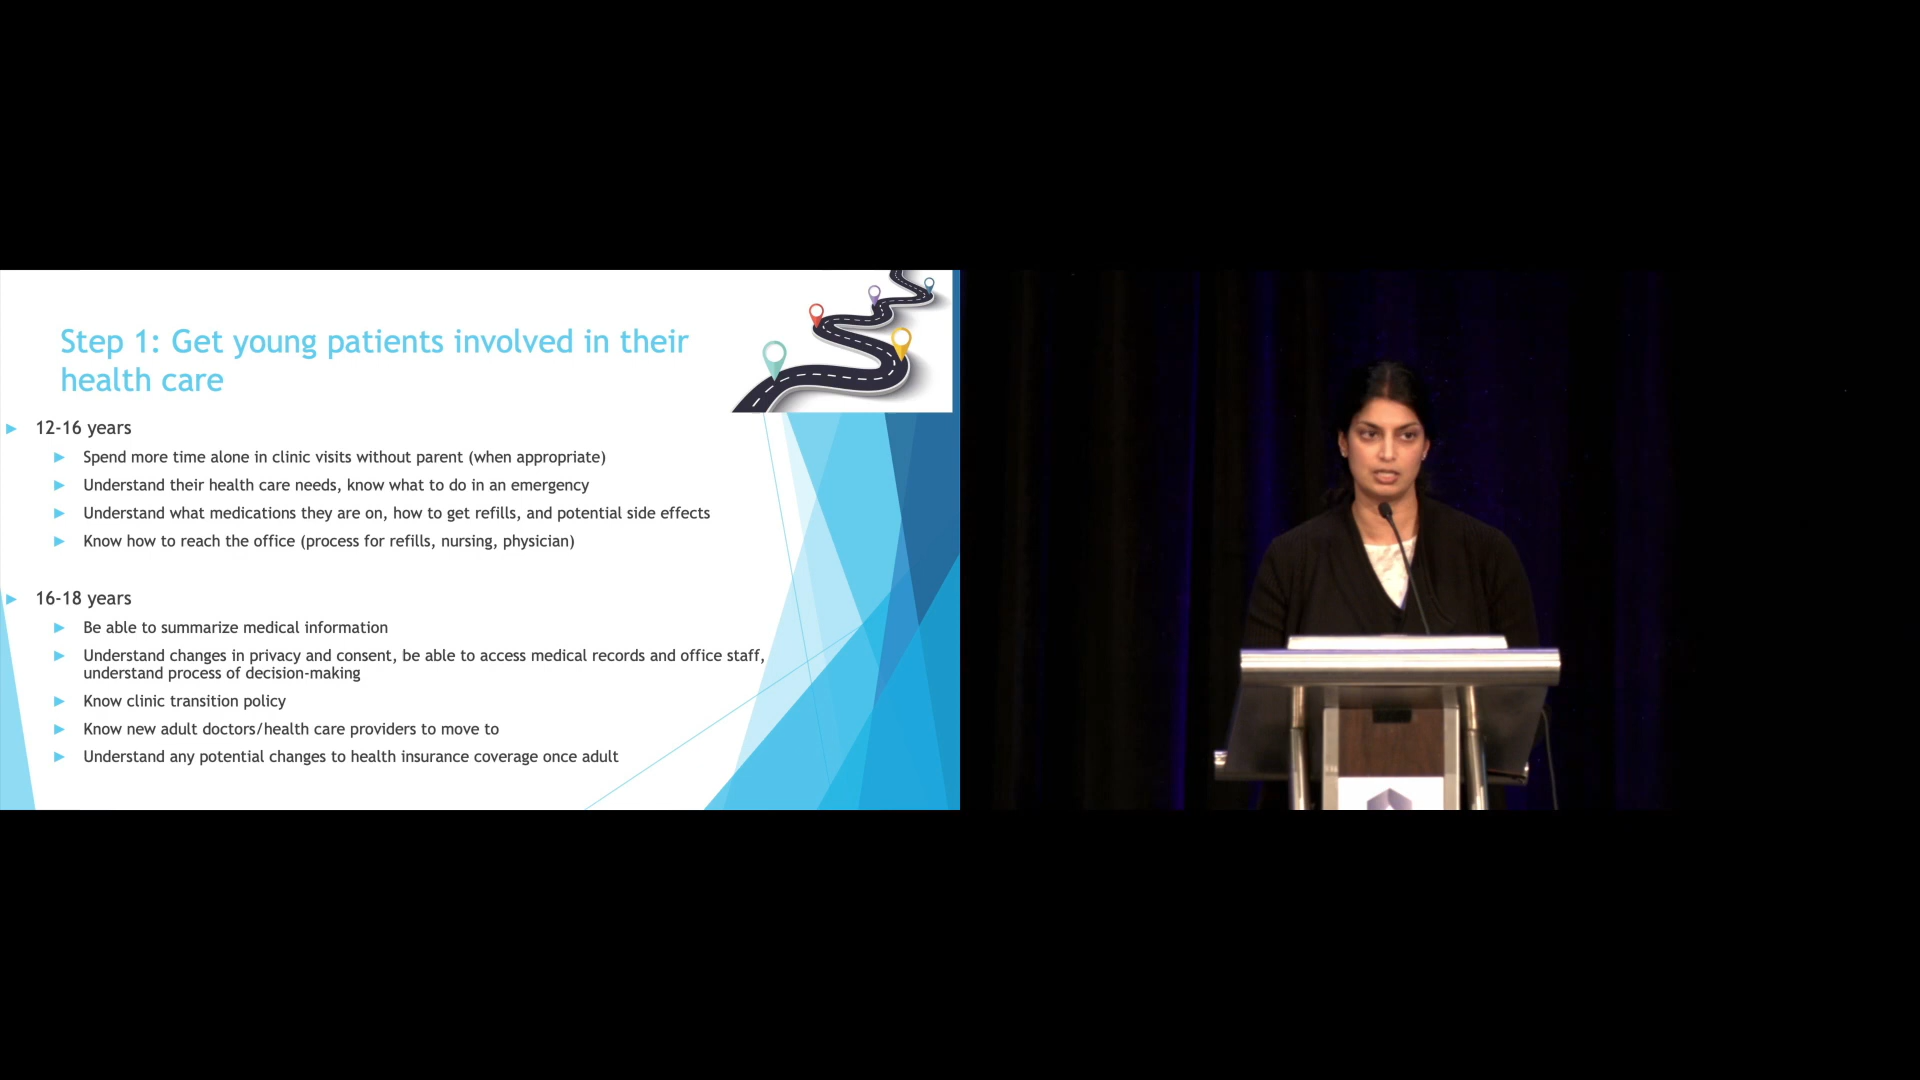 Step 1: Get young patients involved in their
health care
12-16 years
Spend more time alone in clinic visits without parent (when appropriate)
Understand their health care needs, know what to do in an emergency
Understand what medications they are on, how to get refills, and potential side effects
Know how to reach the office (process for refills, nursing, physician)
16-18 years
Be able to summarize medical information
Understand changes in privacy and consent, be able to access medical records and office staff,
understand process of decision-making
Know clinic transition policy
Know new adult doctors/health care providers to move to
Understand any potential changes to health insurance coverage once adult